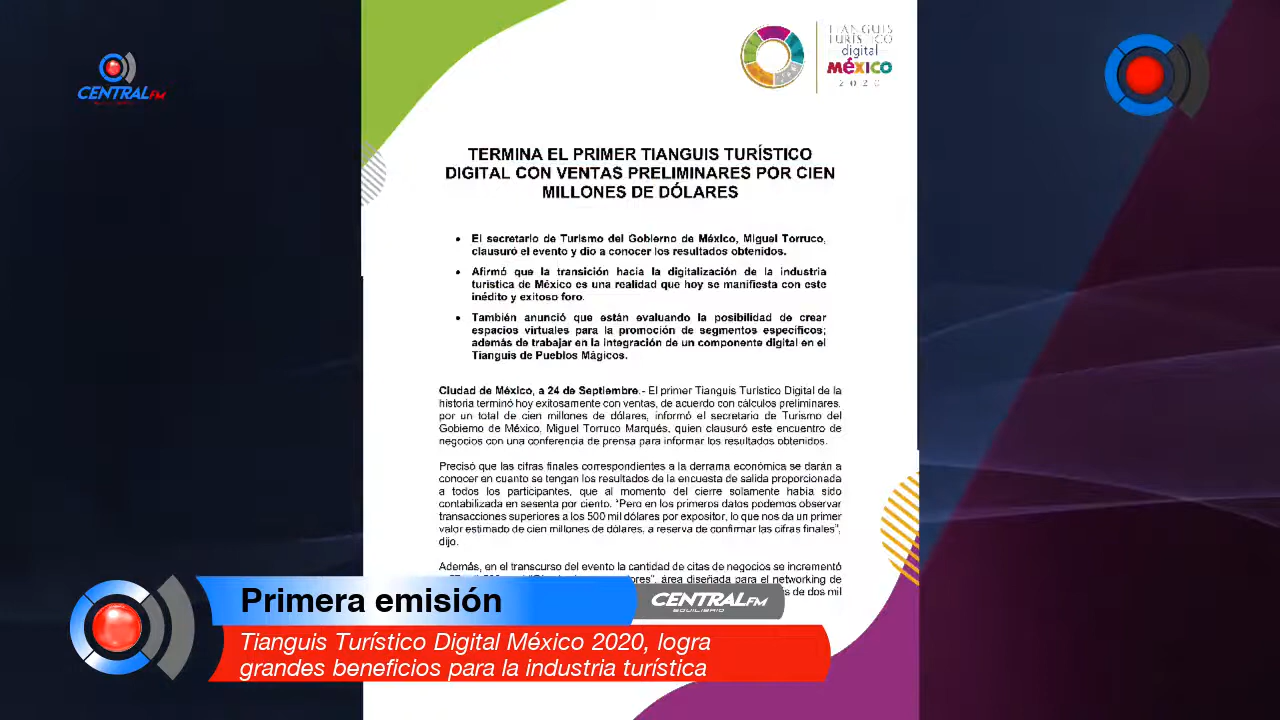 CENTRAL FM
EQUILIBRIO
TIANGUIS
TURÍSTICO
digital
MÉXICO
2020
TERMINA EL PRIMER TIANGUIS TURÍSTICO
DIGITAL CON VENTAS PRELIMINARES POR CIEN
MILLONES DE DÓLARES
• El secretario de Turismo del Gobierno de México, Miguel Torruco,
clausuró el evento y dio a conocer los resultados obtenidos.
• Afirmó que la transición hacia la digitalización de la industria
turística de México es una realidad que hoy se manifiesta con este
inédito y exitoso foro.
• También anunció que están evaluando la posibilidad de crear
espacios virtuales para la promoción de segmentos específicos;
además de trabajar en la integración de un componente digital en el
Tianguis de Pueblos Mágicos.
Ciudad de México, a 24 de Septiembre.- El primer Tianguis Turístico Digital de la
historia terminó hoy exitosamente con ventas, de acuerdo con cálculos preliminares,
por un total de cien millones de dólares, informó el secretario de Turismo del
Gobierno de México, Miguel Torruco Marqués, quien clausuró este encuentro de
negocios con una conferencia de prensa para informar los resultados obtenidos.
Precisó que las cifras finales correspondientes a la derrama económica se darán a
conocer en cuanto se tengan los resultados de la encuesta de salida proporcionada
a todos los participantes, que al momento del cierre solamente había sido
contabilizada en sesenta por ciento. "Pero en los primeros datos podemos observar
transacciones superiores a los 500 mil dólares por expositor, lo que nos da un primer
valor estimado de cien millones de dólares, a reserva de confirmar las cifras finales",
dijo.
Además, en el transcurso del evento la cantidad de citas de negocios se incrementó
área diseñada para el networking de
de dos mil
Primera emisión
CENTRAL FM
EQUILIBRIO
Tianguis Turístico Digital México 2020, logra
grandes beneficios para la industria turística